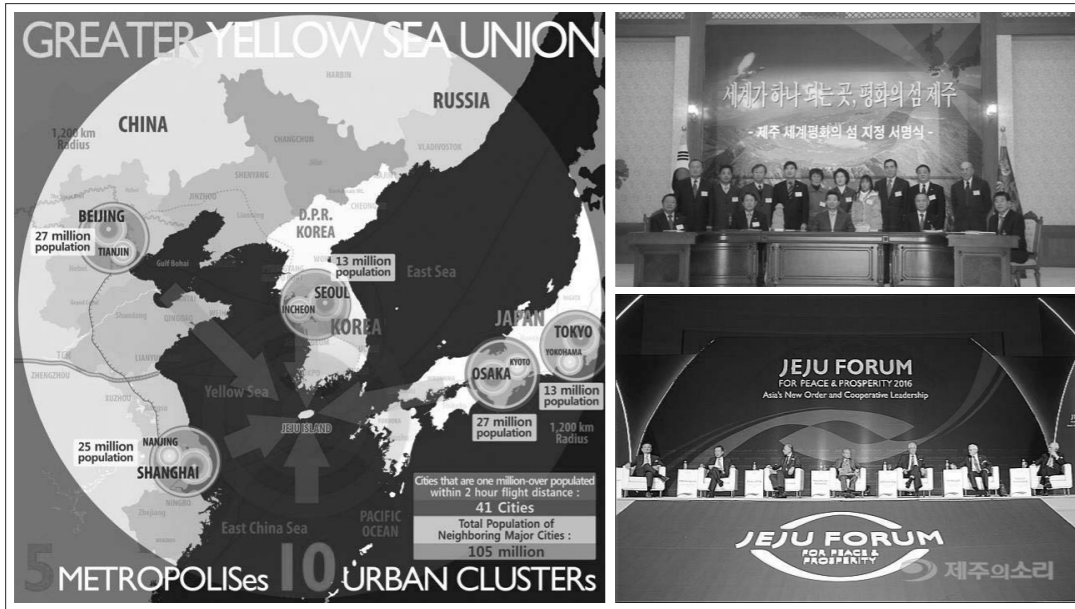 GREATER YELLOW SEA UNION
HARBIN
RUSSIA
CHINA
1,200 km
Radius
CHANGCHUN
VLADIVOSTOK
SHENYANG
JINZHOU
BEIJING
27 million
population
TIANJIN
D.P.R.
KOREA
Gulf Bohai
13 million
population
East Sea
SEOUL
INCHEON
KOREA
JAPAN
TOKYO
YOKOHAMA
KYOTO
OSAKA
13 million
population
27 million
population
1,200 km
Radius
Shandong
ZHENGZHOU
XUZHOU
Yellow Sea
JEJU ISLAND
NANJING
25 million
population
SHANGHAI
NINGBO
Zhejiang
East China Sea
PACIFIC
OCEAN
Cities that are one million-over populated
within 2 hour flight distance :
41 Cities
Total Population of
Neighboring Major Cities :
105 million
5 METROPOLISes 10 URBAN CLUSTERs
세계가 하나 되는 곳, 평화의 섬 제주
- 제주 세계평화의 섬 지정 서명식 -
JEJU FORUM
FOR PEACE & PROSPERITY 2016
Asia's New Order and Cooperative Leadership
JEJU FORUM
FOR PEACE &
PROSPERITY
제주의소리